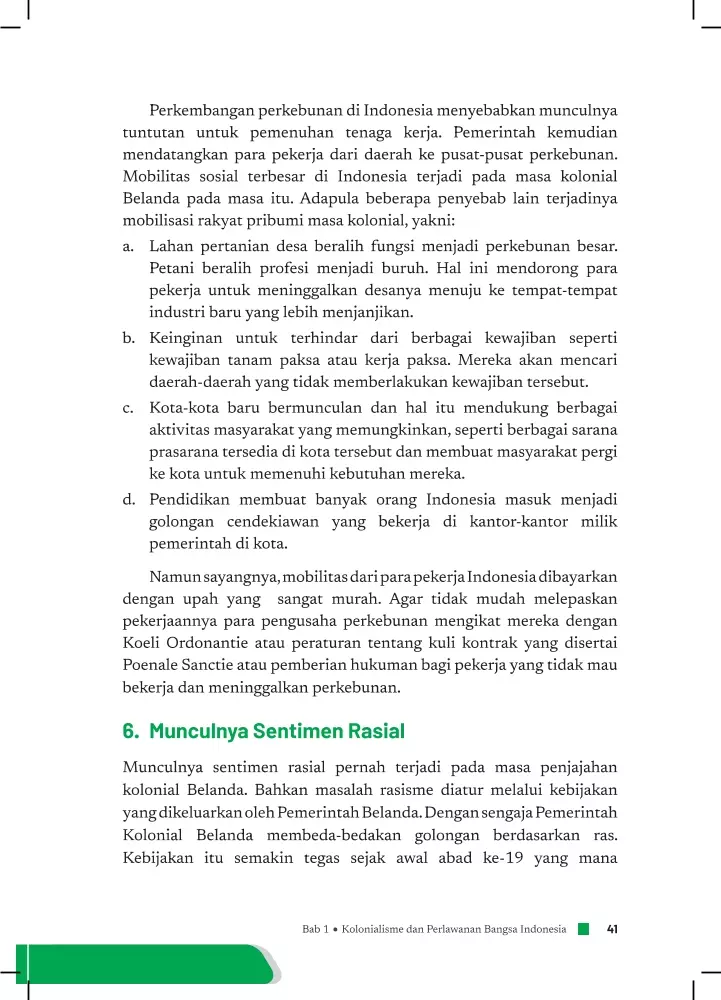 Perkembangan perkebunan di Indonesia menyebabkan munculnya
tuntutan untuk pemenuhan tenaga kerja. Pemerintah kemudian
mendatangkan para pekerja dari daerah ke pusat-pusat perkebunan.
Mobilitas sosial terbesar di Indonesia terjadi pada masa kolonial
Belanda pada masa itu. Adapula beberapa penyebab lain terjadinya
mobilisasi rakyat pribumi masa kolonial, yakni:
a. Lahan pertanian desa beralih fungsi menjadi perkebunan besar.
Petani beralih profesi menjadi buruh. Hal ini mendorong para
pekerja untuk meninggalkan desanya menuju ke tempat-tempat
industri baru yang lebih menjanjikan.
b. Keinginan untuk terhindar dari berbagai kewajiban seperti
kewajiban tanam paksa atau kerja paksa. Mereka akan mencari
daerah-daerah yang tidak memberlakukan kewajiban tersebut.
c. Kota-kota baru bermunculan dan hal itu mendukung berbagai
aktivitas masyarakat yang memungkinkan, seperti berbagai sarana
prasarana tersedia di kota tersebut dan membuat masyarakat pergi
ke kota untuk memenuhi kebutuhan mereka.
d. Pendidikan membuat banyak orang Indonesia masuk menjadi
golongan cendekiawan yang bekerja di kantor-kantor milik
pemerintah di kota.
Namun sayangnya, mobilitas dari para pekerja Indonesia dibayarkan
dengan upah yang sangat murah. Agar tidak mudah melepaskan
pekerjaannya para pengusaha perkebunan mengikat mereka dengan
Koeli Ordonantie atau peraturan tentang kuli kontrak yang disertai
Poenale Sanctie atau pemberian hukuman bagi pekerja yang tidak mau
bekerja dan meninggalkan perkebunan.
6. Munculnya Sentimen Rasial
Munculnya sentimen rasial pernah terjadi pada masa penjajahan
kolonial Belanda. Bahkan masalah rasisme diatur melalui kebijakan
yang dikeluarkan oleh Pemerintah Belanda. Dengan sengaja Pemerintah
Kolonial Belanda membeda-bedakan golongan berdasarkan ras.
Kebijakan itu semakin tegas sejak awal abad ke-19 yang mana
Bab 1 • Kolonialisme dan Perlawanan Bangsa Indonesia 41